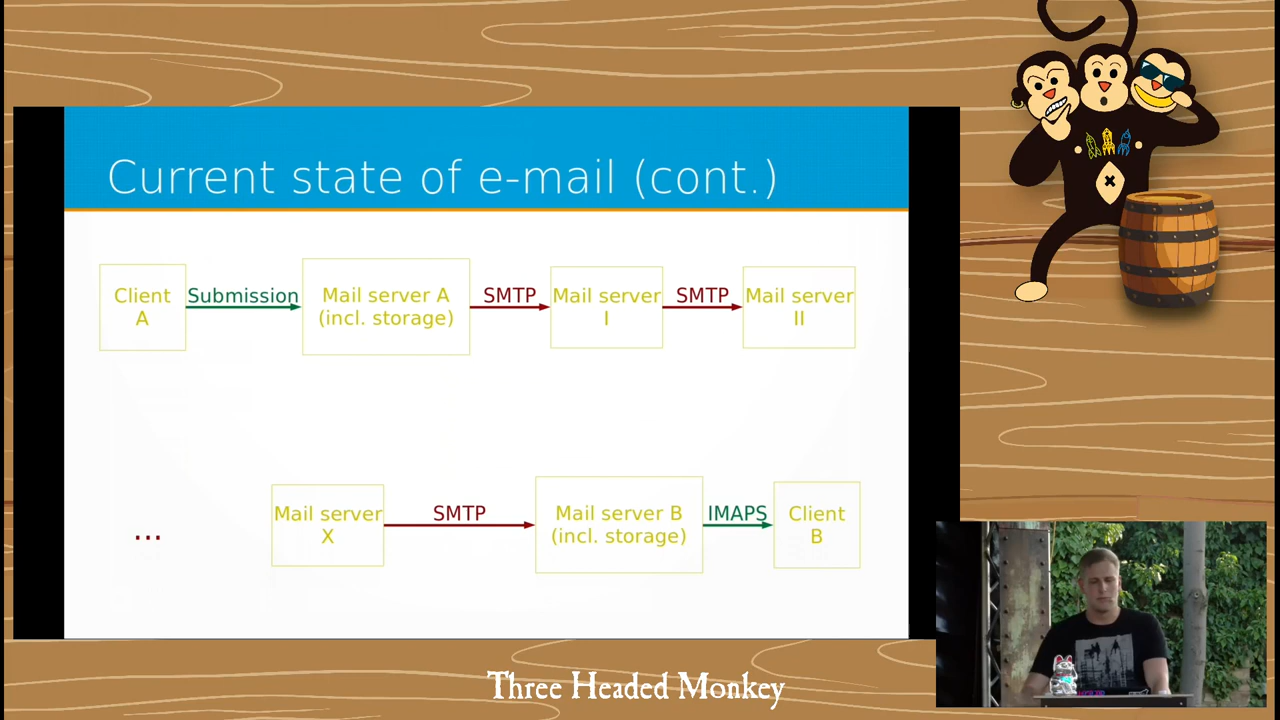 Current state of e-mail (cont.)
Client
A
Submission
Mail server A
(incl. storage)
SMTP
Mail server
I
SMTP
Mail server
II
...
Mail server
X
SMTP
Mail server B
(incl. storage)
IMAPS
Client
B
Three Headed Monkey